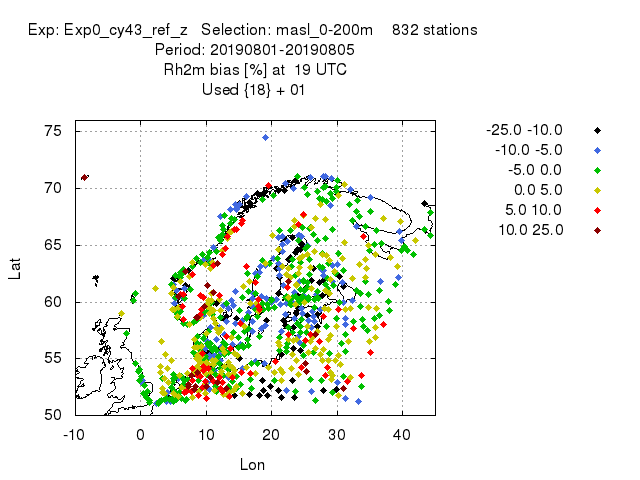 Exp: Exp0_cy43_ref_z   Selection: masl_0-200m    832 stations
Period: 20190801-20190805
Rh2m bias [%] at  19 UTC
Used {18} + 01
-25.0 -10.0
-10.0 -5.0
-5.0 0.0
0.0 5.0
5.0 10.0
10.0 25.0
Lat
75
70
65
60
55
50
-10 0 10 20 30 40
Lon